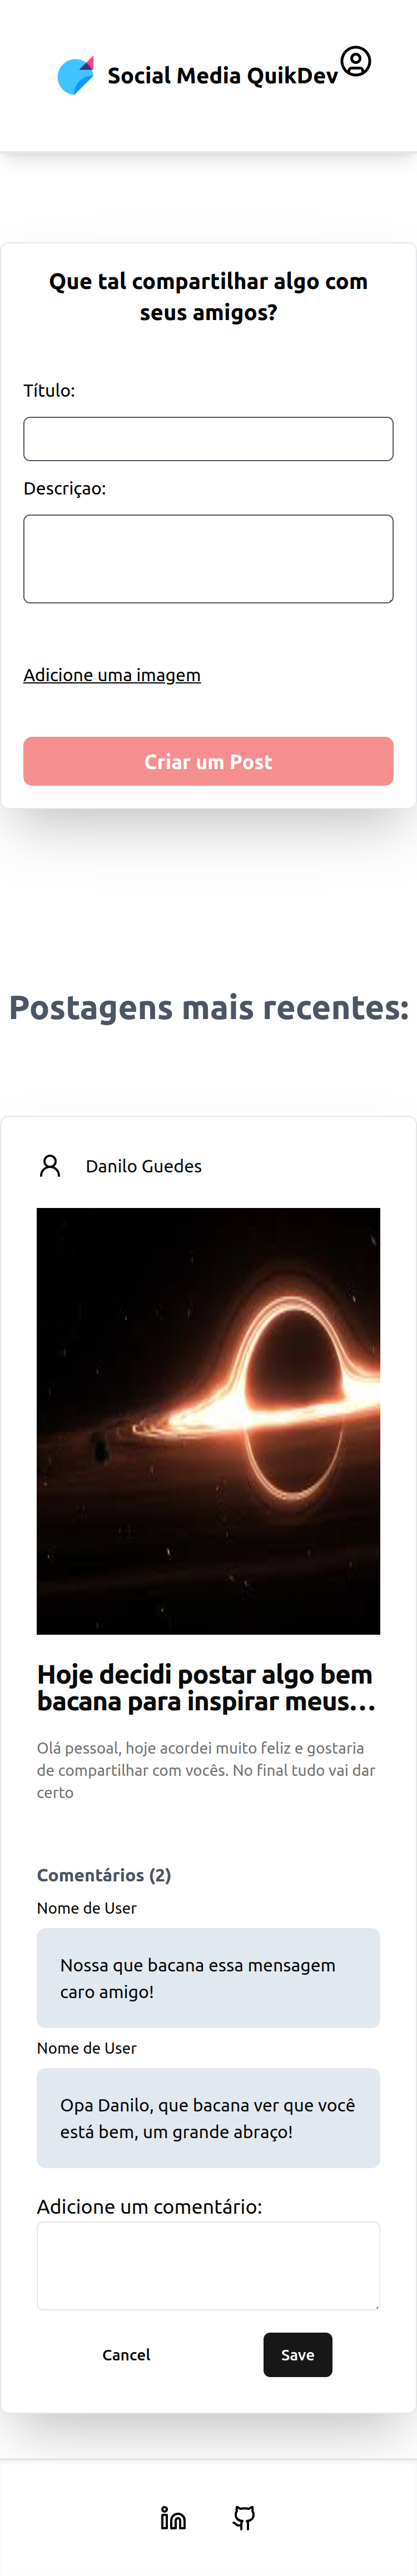 Social Media QuikDev
Que tal compartilhar algo com
seus amigos?
Título:
Descriçao:
Adicione uma imagem
Criar um Post
Postagens mais recentes:
Danilo Guedes
Hoje decidi postar algo bem
bacana para inspirar meus…
Olá pessoal, hoje acordei muito feliz e gostaria
de compartilhar com vocês. No final tudo vai dar
certo
Comentários (2)
Nome de User
Nossa que bacana essa mensagem
caro amigo!
Nome de User
Opa Danilo, que bacana ver que você
está bem, um grande abraço!
Adicione um comentário:
Cancel
Save